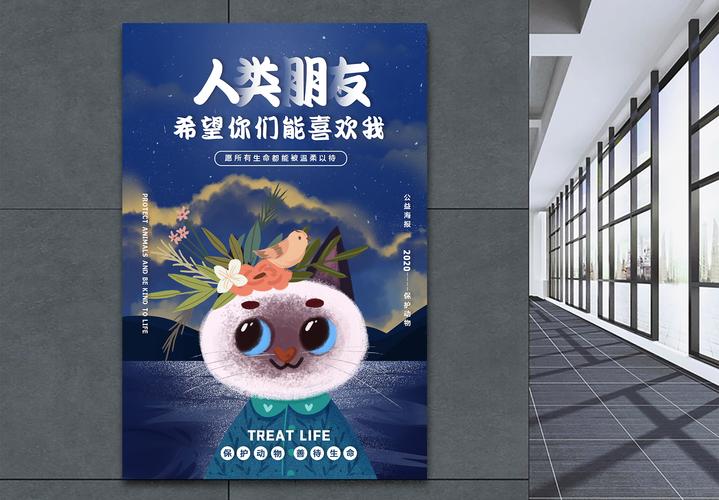 人类朋友
希望你们能喜欢我
愿所有生命都能被温柔以待
PROTECT ANIMALS AND BE KIND TO LIFE
公益海报 2020——保护动物
TREAT LIFE
保护动物 善待生命